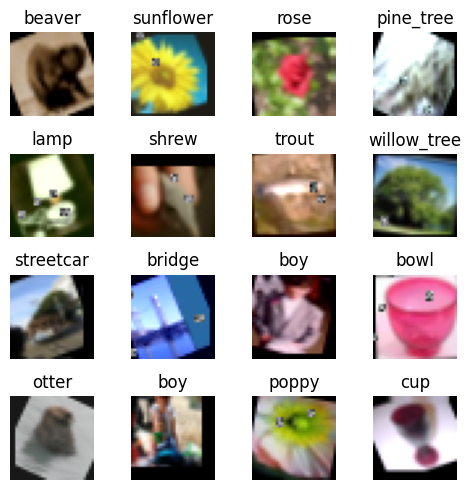 beaver sunflower rose pine_tree
lamp shrew trout willow_tree
streetcar bridge boy bowl
otter boy poppy cup